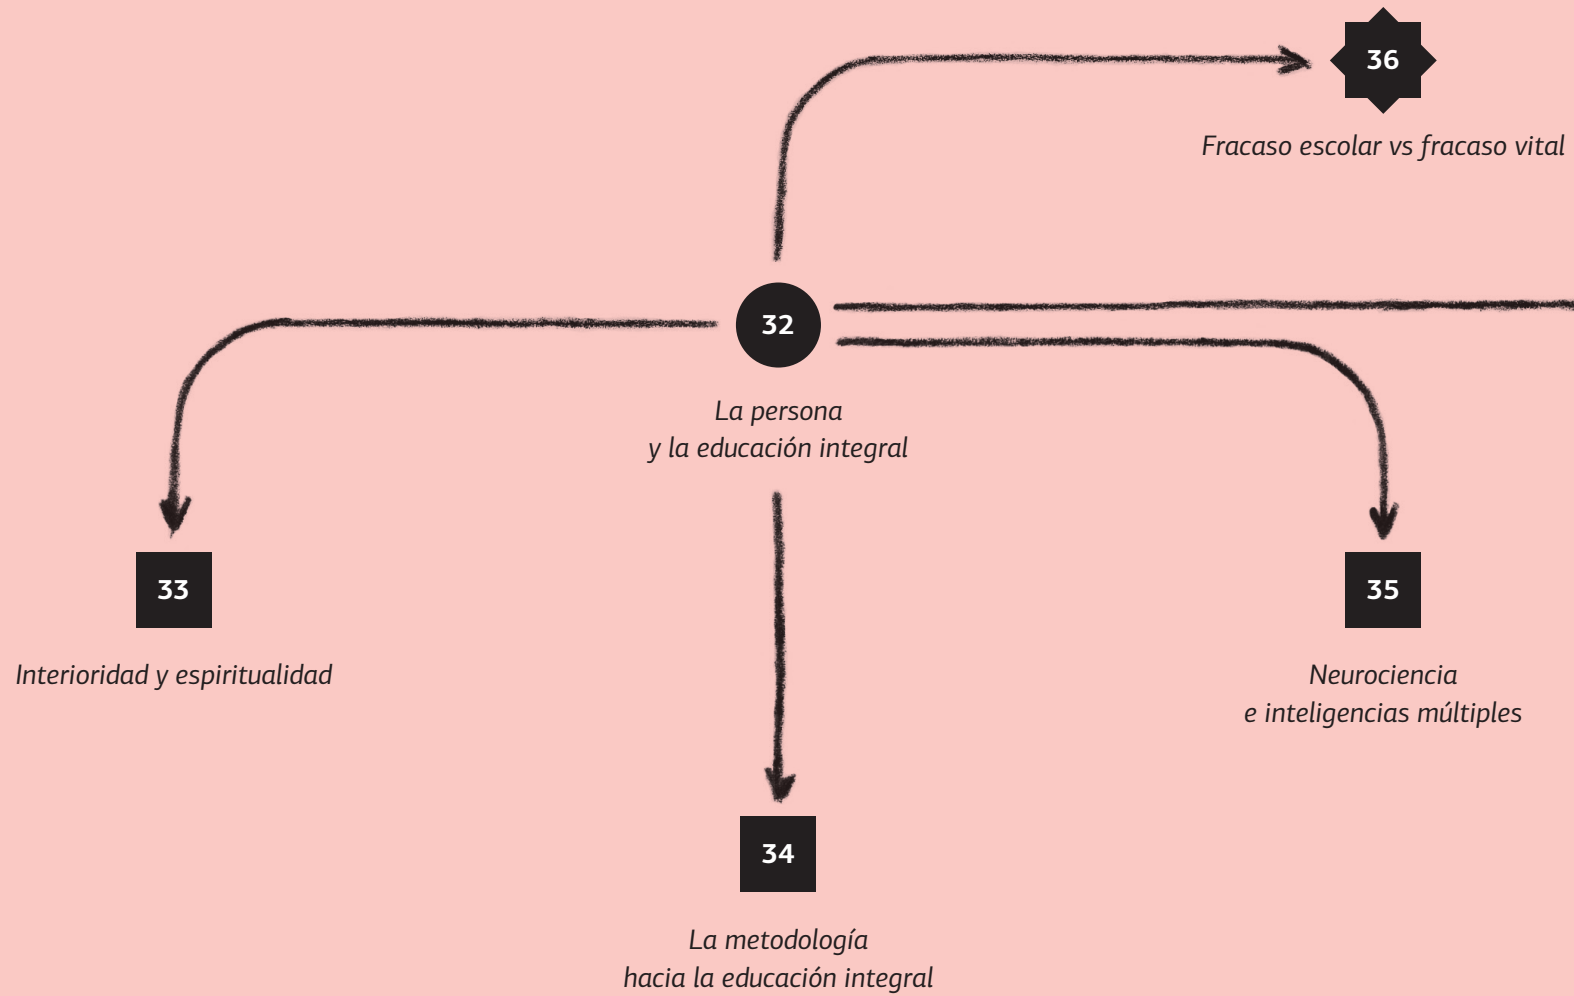 36
Fracaso escolar vs fracaso vital
32
La persona
y la educación integral
33
Interioridad y espiritualidad
35
Neurociencia
e inteligencias múltiples
34
La metodología
hacia la educación integral